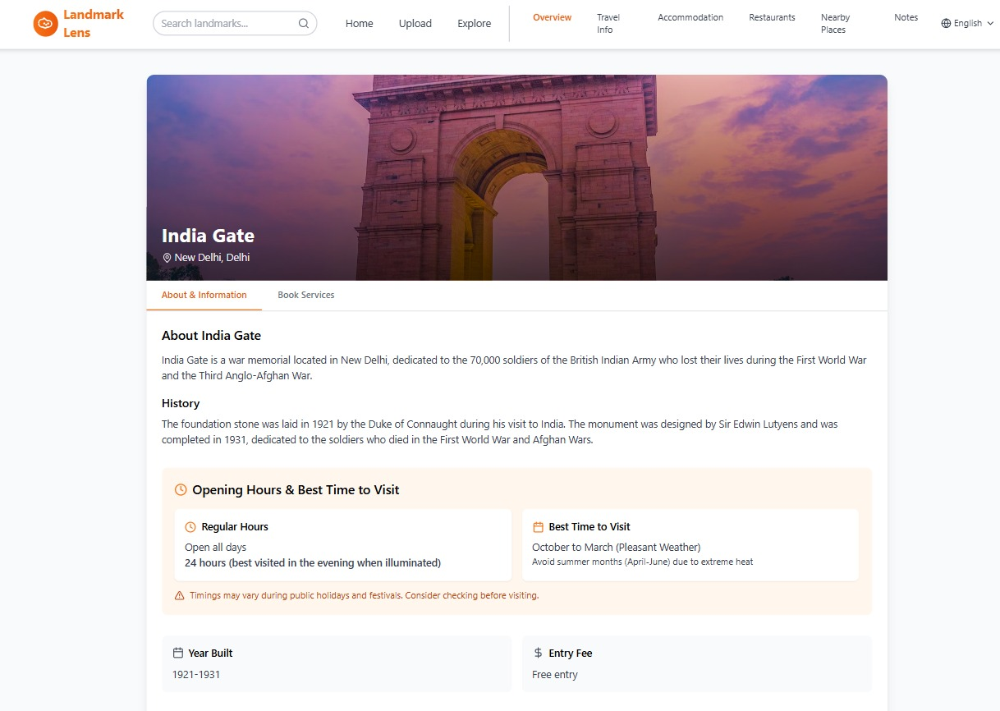 Landmark
Lens
Search landmarks...
Home
Upload
Explore
Overview
Travel
Info
Accommodation
Restaurants
Nearby
Places
Notes
English
India Gate
New Delhi, Delhi
About & Information
Book Services
About India Gate
India Gate is a war memorial located in New Delhi, dedicated to the 70,000 soldiers of the British Indian Army who lost their lives during the First World War
and the Third Anglo-Afghan War.
History
The foundation stone was laid in 1921 by the Duke of Connaught during his visit to India. The monument was designed by Sir Edwin Lutyens and was
completed in 1931, dedicated to the soldiers who died in the First World War and Afghan Wars.
Opening Hours & Best Time to Visit
Regular Hours
Open all days
24 hours (best visited in the evening when illuminated)
Best Time to Visit
October to March (Pleasant Weather)
Avoid summer months (April-June) due to extreme heat
Timings may vary during public holidays and festivals. Consider checking before visiting.
Year Built
1921-1931
Entry Fee
Free entry